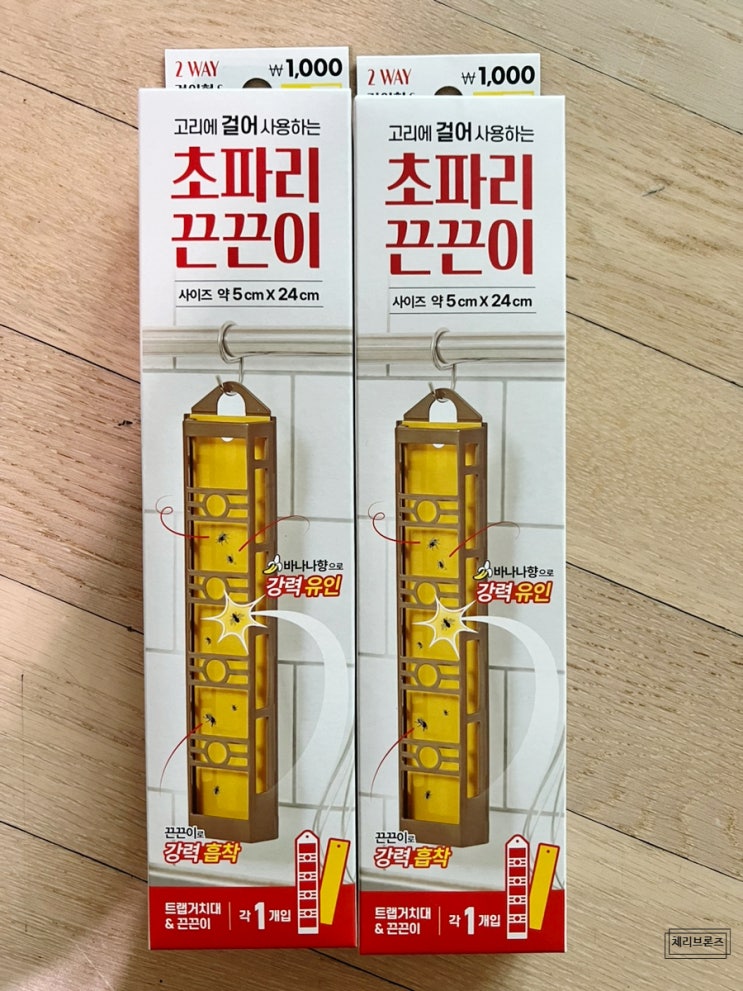 2 WAY
₩1,000
고리에 걸어 사용하는
초파리
끈끈이
사이즈 약 5cm X 24cm
바나나향으로
강력 유인
끈끈이로
강력 흡착
트랩거치대
& 끈끈이
각 1개입
2 WAY
₩1,000
고리에 걸어 사용하는
초파리
끈끈이
사이즈 약 5cm X 24cm
바나나향으로
강력 유인
끈끈이로
강력 흡착
트랩거치대
& 끈끈이
각 1개입
체리브론즈